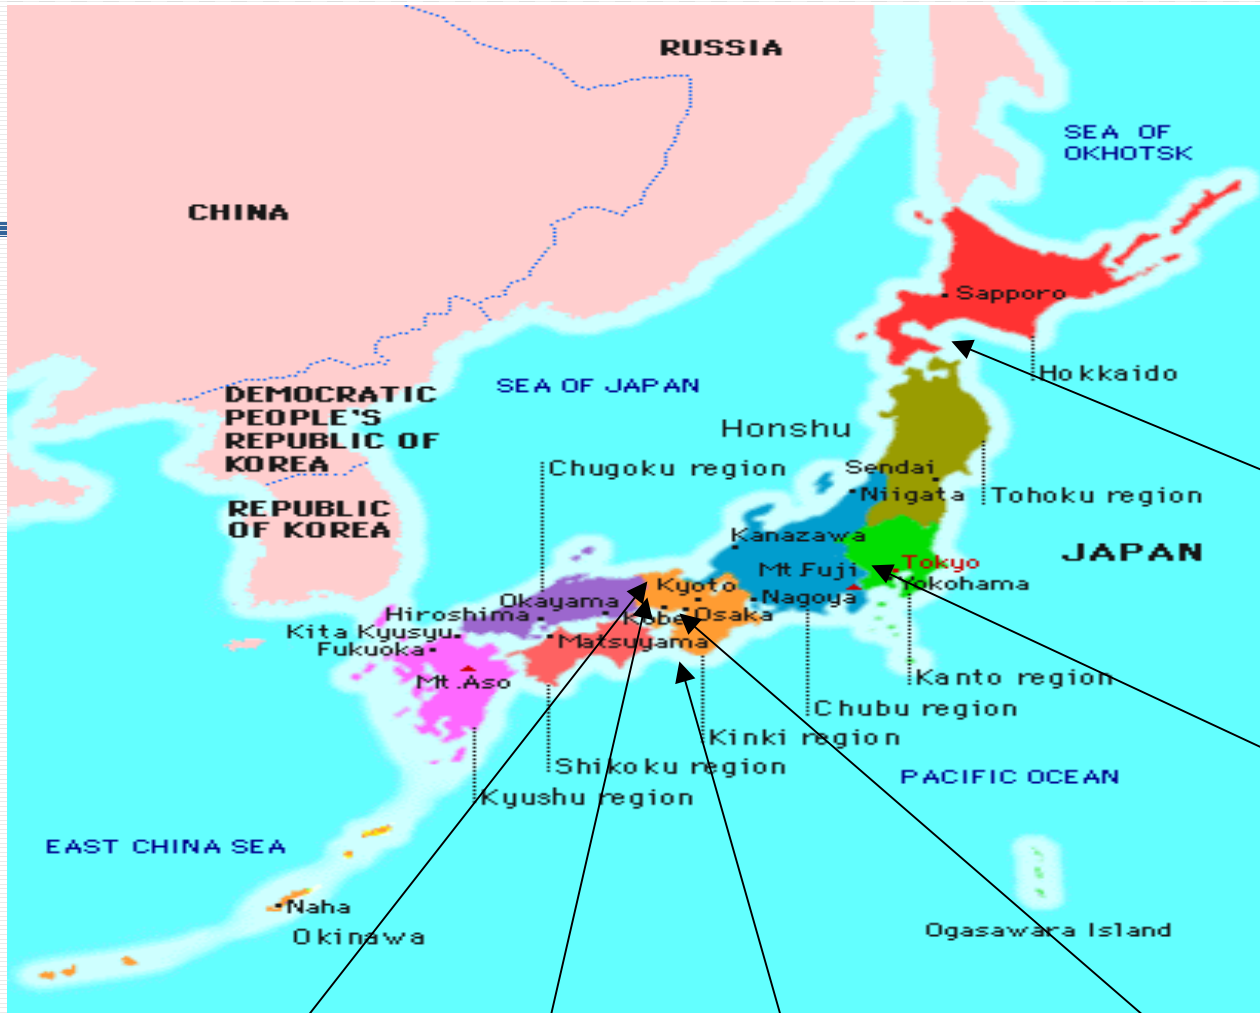 RUSSIA
SEA OF
OKHOTSK
CHINA
Sapporo
Hokkaido
SEA OF JAPAN
DEMOCRATIC
PEOPLE'S
REPUBLIC OF
KOREA
Honshu
Chugoku region
Sendai
Niigata
Tohoku region
REPUBLIC
OF KOREA
Kanazawa
JAPAN
Mt.Fuji
Tokyo
Yokohama
Kyoto
Nagoya
Okayama
Hiroshima
Kobe
Osaka
Kita Kyusyu
Matsuyama
Fukuoka
Mt.Aso
Kanto region
Chubu region
Kinki region
Shikoku region
PACIFIC OCEAN
Kyushu region
EAST CHINA SEA
Naha
Okinawa
Ogasawara Island